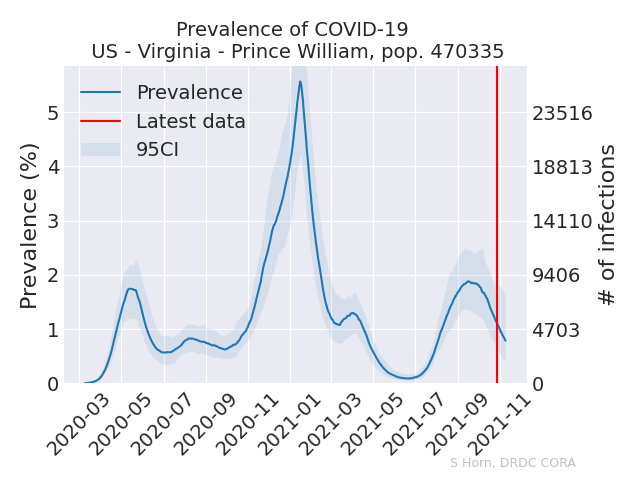 Prevalence of COVID-19
US - Virginia - Prince William, pop. 470335
Prevalence
Latest data
95CI
Prevalence (%)
5
4
3
2
1
0
23516
18813
14110
9406
4703
0
# of infections
2020-03
2020-05
2020-07
2020-09
2020-11
2021-01
2021-03
2021-05
2021-07
2021-09
2021-11
S Horn, DRDC CORA